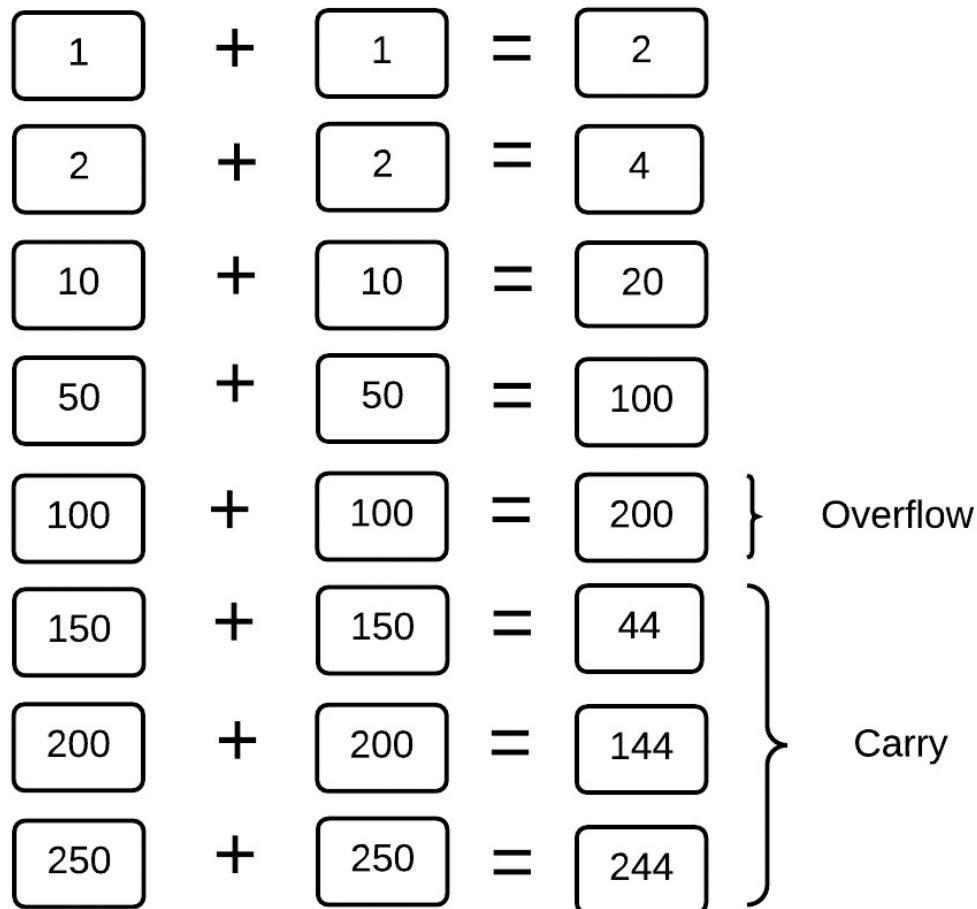 1 + 1 = 2
2 + 2 = 4
10 + 10 = 20
50 + 50 = 100
100 + 100 = 200 } Overflow
150 + 150 = 44
200 + 200 = 144 } Carry
250 + 250 = 244